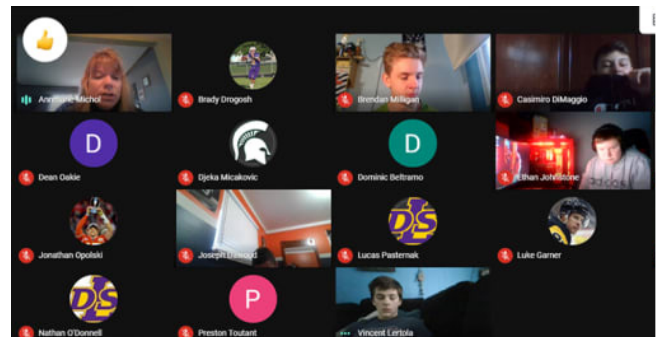 Brady Drogosh
Brendan Milligan
Casimiro DiMaggio
D
Dean Oakie
Djeka Micakovic
D
Dominic Beltramo
Ethan Johnstone
Jonathan Opolski
Joseph
DS
Lucas Pasternak
Luke Garner
DS
Nathan O'Donnell
P
Preston Toutant
Vincent Lertola